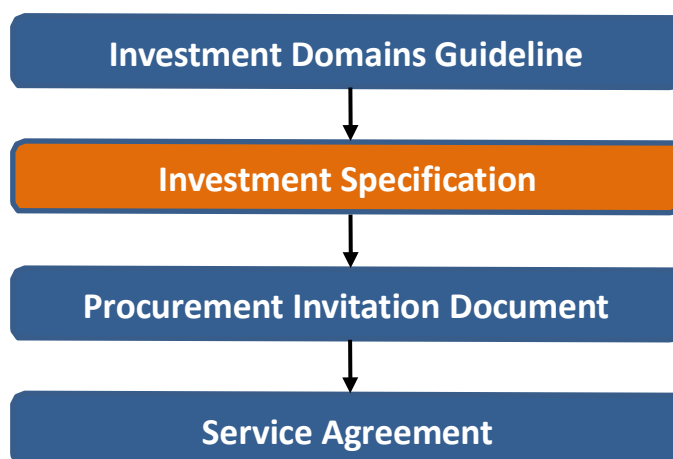 Investment Domains Guideline
Investment Specification
Procurement Invitation Document
Service Agreement